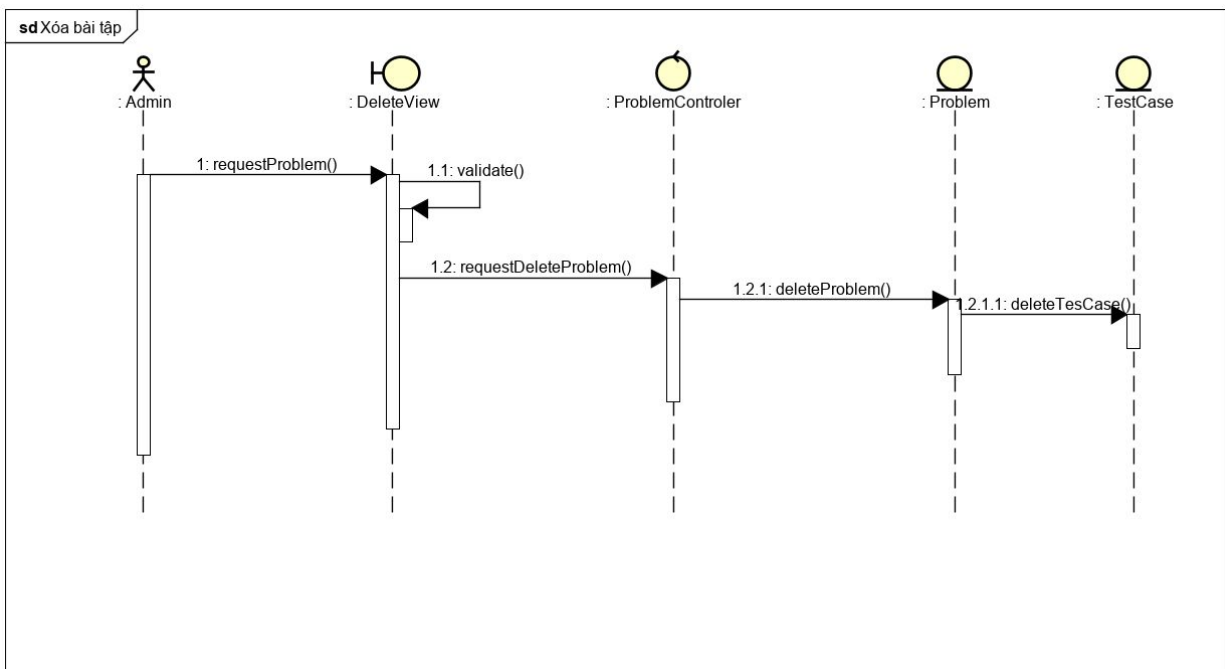 sd Xóa bài tập
: Admin
: DeleteView
: ProblemControler
: Problem
: TestCase
1: requestProblem()
1.1: validate()
1.2: requestDeleteProblem()
1.2.1: deleteProblem()
1.2.1.1: deleteTesCase()